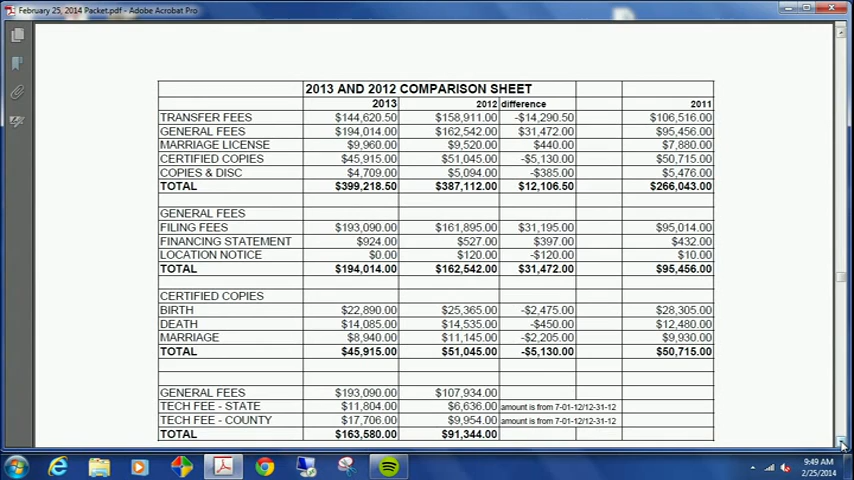 February 25, 2014 Packet.pdf - Adobe Acrobat Pro
2013 AND 2012 COMPARISON SHEET
2013 2012 difference 2011
TRANSFER FEES $144,620.50 $158,911.00 -$14,290.50 $106,516.00
GENERAL FEES $194,014.00 $162,542.00 $31,472.00 $95,456.00
MARRIAGE LICENSE $9,960.00 $9,520.00 $440.00 $7,880.00
CERTIFIED COPIES $45,915.00 $51,045.00 -$5,130.00 $50,715.00
COPIES & DISC $4,709.00 $5,094.00 -$385.00 $5,476.00
TOTAL $399,218.50 $387,112.00 $12,106.50 $266,043.00
GENERAL FEES
FILING FEES $193,090.00 $161,895.00 $31,195.00 $95,014.00
FINANCING STATEMENT $924.00 $527.00 $397.00 $432.00
LOCATION NOTICE $0.00 $120.00 -$120.00 $10.00
TOTAL $194,014.00 $162,542.00 $31,472.00 $95,456.00
CERTIFIED COPIES
BIRTH $22,890.00 $25,365.00 -$2,475.00 $28,305.00
DEATH $14,085.00 $14,535.00 -$450.00 $12,480.00
MARRIAGE $8,940.00 $11,145.00 -$2,205.00 $9,930.00
TOTAL $45,915.00 $51,045.00 -$5,130.00 $50,715.00
GENERAL FEES $193,090.00 $107,934.00
TECH FEE - STATE $11,804.00 $6,636.00 amount is from 7-01-12/12-31-12
TECH FEE - COUNTY $17,706.00 $9,954.00 amount is from 7-01-12/12-31-12
TOTAL $163,580.00 $91,344.00
9:49 AM
2/25/2014